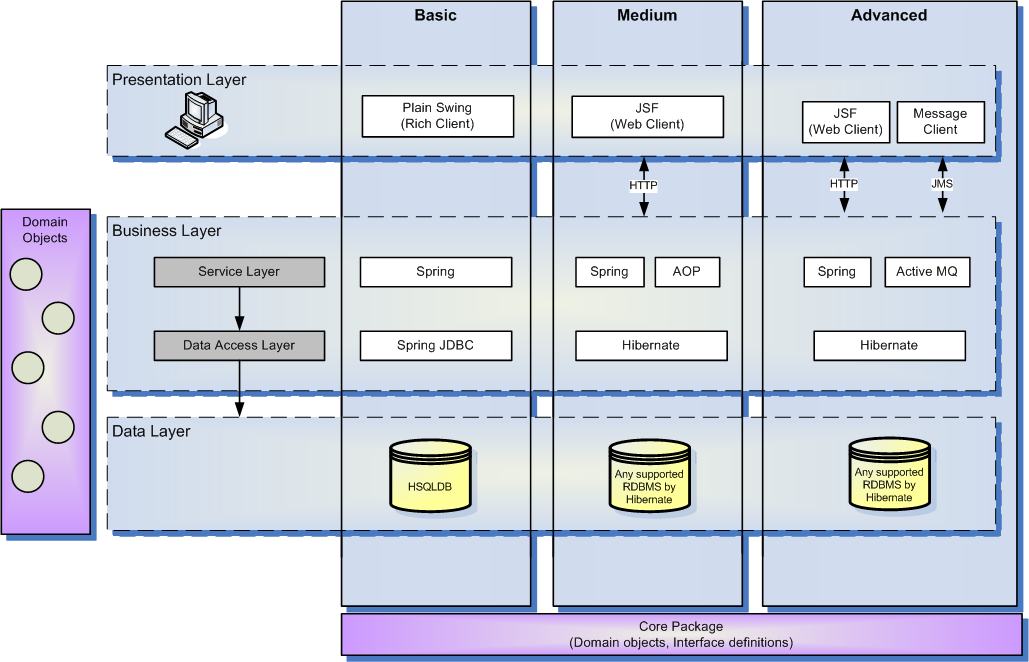 Basic
Medium
Advanced
Presentation Layer
Plain Swing
(Rich Client)
JSF
(Web Client)
JSF
(Web Client)
Message
Client
HTTP
HTTP
JMS
Domain
Objects
Business Layer
Service Layer
Spring
Spring
AOP
Spring
Active MQ
Data Access Layer
Spring JDBC
Hibernate
Hibernate
Data Layer
HSQLDB
Any supported
RDBMS by
Hibernate
Any supported
RDBMS by
Hibernate
Core Package
(Domain objects, Interface definitions)